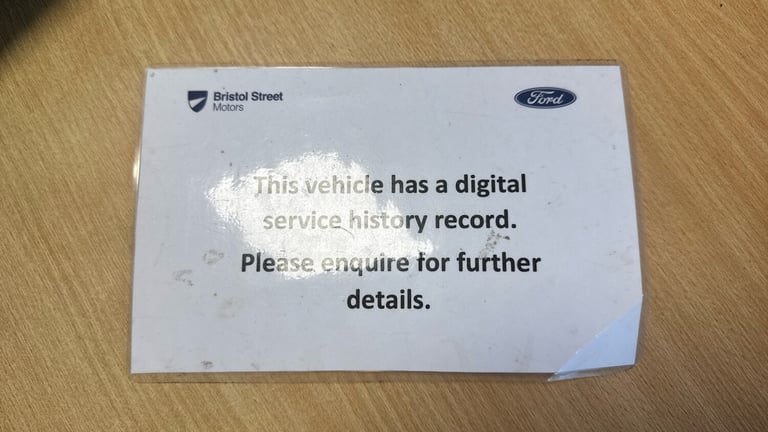 Bristol Street
Motors
Ford
This vehicle has a digital
service history record.
Please enquire for further
details.